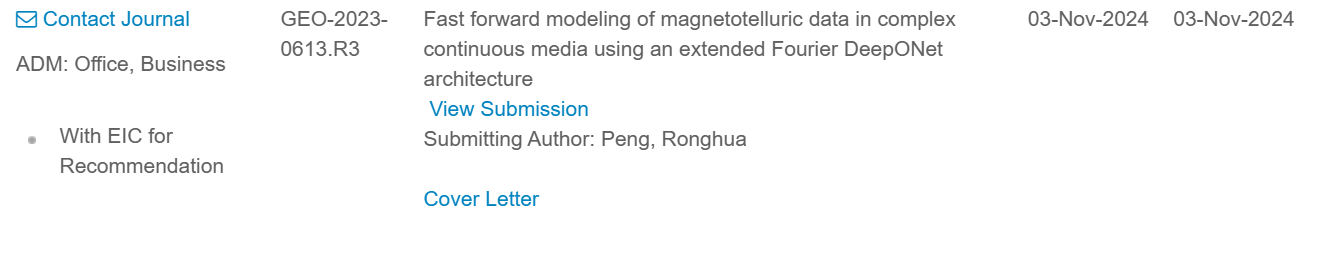 Contact Journal
ADM: Office, Business
With EIC for
Recommendation
GEO-2023-
0613.R3
Fast forward modeling of magnetotelluric data in complex
continuous media using an extended Fourier DeepONet
architecture
View Submission
Submitting Author: Peng, Ronghua
Cover Letter
03-Nov-2024
03-Nov-2024